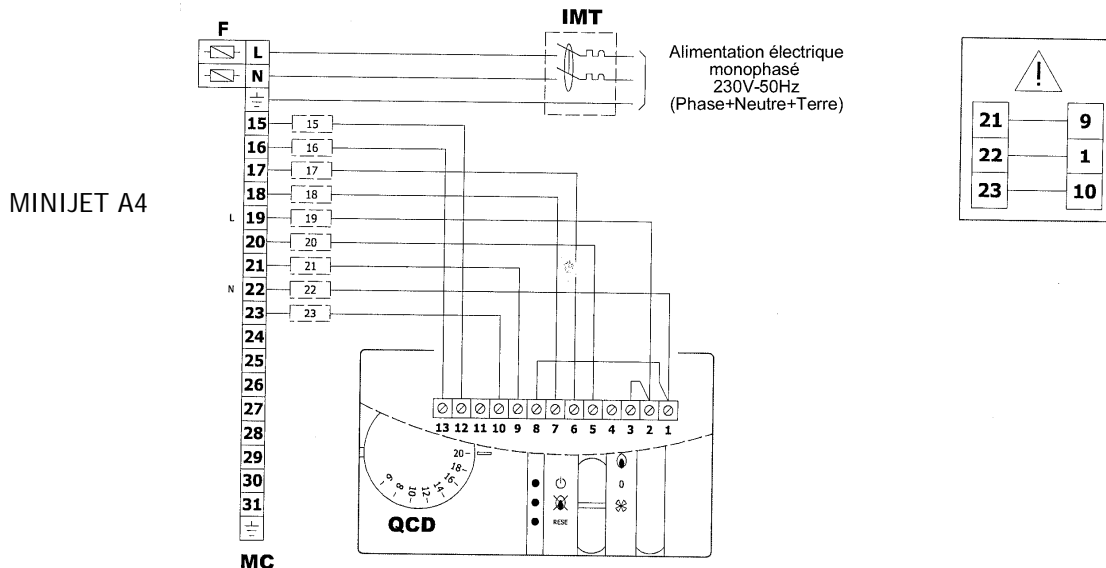 MINIJET A4
F
L
N
IMT
Alimentation électrique
monophasé
230V-50Hz
(Phase+Neutre+Terre)
15 15
16 16
17 17
18 18
L 19 19
20 20
21 21
N 22 22
23 23
24
25
26
27
28
29
30
31
MC
13 12 11 10 9 8 7 6 5 4 3 2 1
20
18
16
14
12
10
8
6
QCD
0
RESE
!
21 9
22 1
23 10